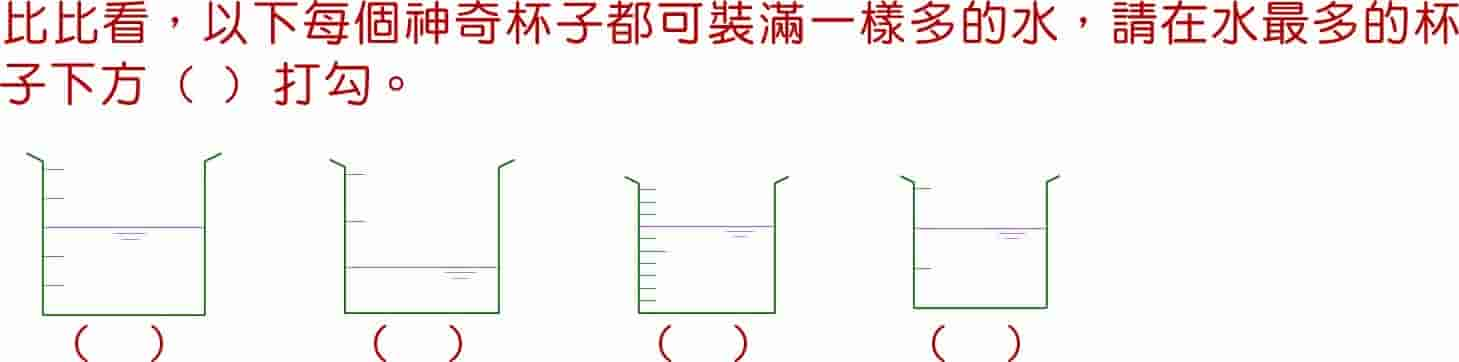 比比看，以下每個神奇杯子都可裝滿一樣多的水，請在水最多的杯
子下方（ ）打勾。
（ ） （ ） （ ） （ ）